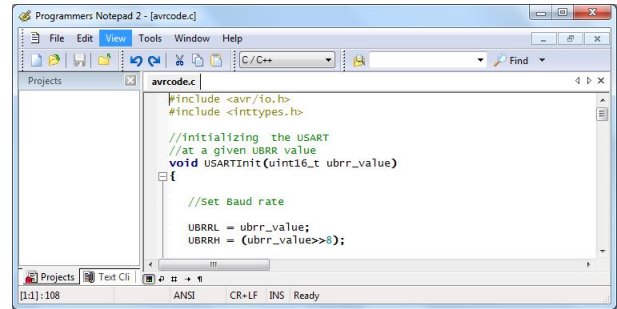 Programmers Notepad 2 - [avrcode.c]
File Edit View Tools Window Help
C / C++ Find
Projects
avrcode.c
#include <avr/io.h>
#include <inttypes.h>
//initializing the USART
//at a given UBRR value
void USARTInit(uint16_t ubrr_value)
{
//Set Baud rate
UBRRL = ubrr_value;
UBRRH = (ubrr_value>>8);
Projects Text Cli
[1:1] : 108 ANSI CR+LF INS Ready